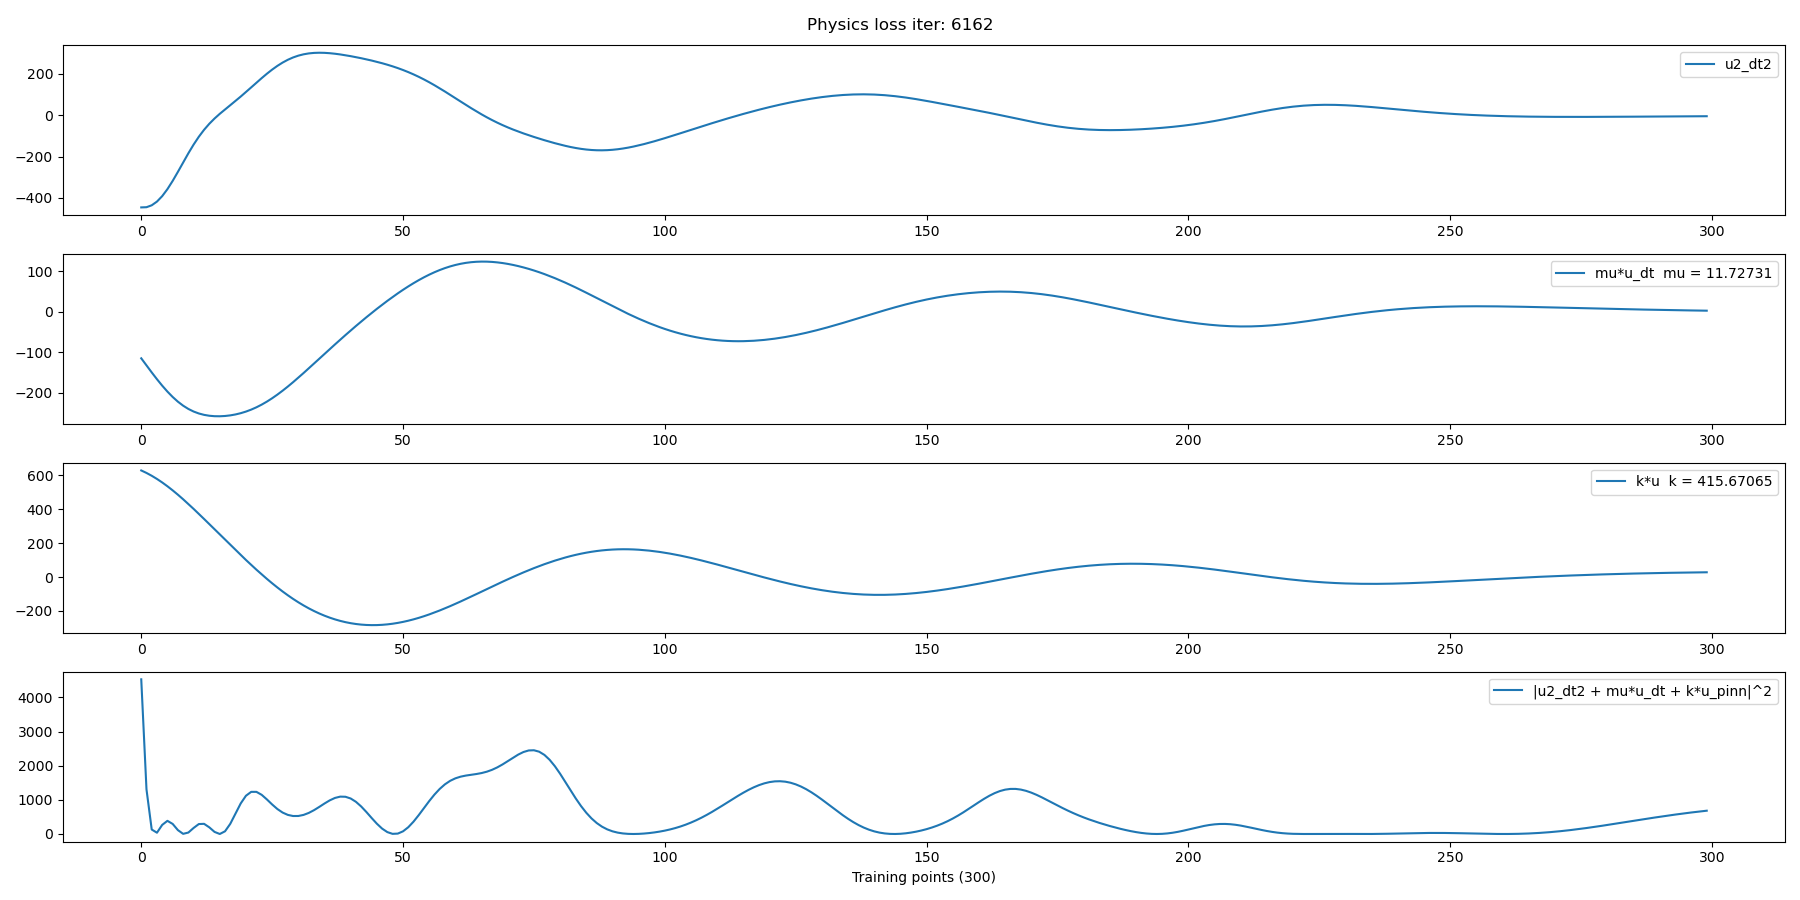 Physics loss iter: 6162
u2_dt2
200
0
−200
−400
0 50 100 150 200 250 300
mu*u_dt  mu = 11.72731
100
0
−100
−200
0 50 100 150 200 250 300
k*u  k = 415.67065
600
400
200
0
−200
0 50 100 150 200 250 300
|u2_dt2 + mu*u_dt + k*u_pinn|^2
4000
3000
2000
1000
0
0 50 100 150 200 250 300
Training points (300)